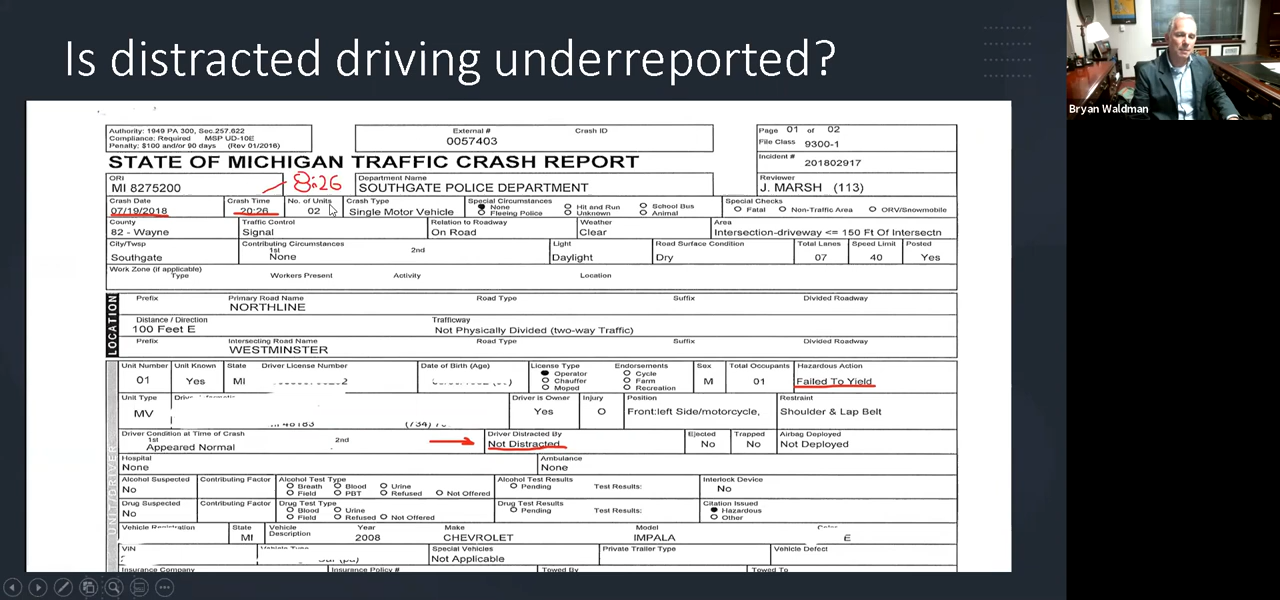 Is distracted driving underreported?
Bryan Waldman
Authority: 1949 PA 300, Sec.257.622
Compliance: Required MSP UD-10E
Penalty: $100 and/or 90 days (Rev 01/2016)
External # Crash ID
0057403
Page 01 of 02
File Class 9300-1
STATE OF MICHIGAN TRAFFIC CRASH REPORT
Incident # 201802917
ORI
MI 8275200
8:26
Department Name
SOUTHGATE POLICE DEPARTMENT
Reviewer
J. MARSH (113)
Crash Date Crash Time No. of Units Crash Type Special Circumstances Special Checks
07/19/2018 20:26 02 Single Motor Vehicle None Hit and Run School Bus Fatal Non-Traffic Area ORV/Snowmobile
Fleeing Police Unknown Animal
County Traffic Control Relation to Roadway Weather Area
82 - Wayne Signal On Road Clear Intersection-driveway <= 150 Ft Of Intersectn
City/Twsp Contributing Circumstances Light Road Surface Condition Total Lanes Speed Limit Posted
1st 2nd
Southgate None Daylight Dry 07 40 Yes
Work Zone (if applicable)
Type Workers Present Activity Location
LOCATION
Prefix Primary Road Name Road Type Suffix Divided Roadway
NORTHLINE
Distance / Direction Trafficway
100 Feet E Not Physically Divided (two-way Traffic)
Prefix Intersecting Road Name Road Type Suffix Divided Roadway
WESTMINSTER
Unit Number Unit Known State Driver License Number Date of Birth (Age) License Type Endorsements Sex Total Occupants Hazardous Action
01 Yes MI Operator Cycle M 01 Failed To Yield
Chauffer Farm
Moped Recreation
Unit Type Driver is Owner Injury Position Restraint
MV Yes O Front:left Side/motorcycle, Shoulder & Lap Belt
Driver Condition at Time of Crash Driver Distracted By Ejected Trapped Airbag Deployed
1st 2nd
Appeared Normal Not Distracted No No Not Deployed
Hospital Ambulance
None None
Alcohol Suspected Contributing Factor Alcohol Test Type Alcohol Test Results Interlock Device
No Breath Blood Urine Pending Test Results: No
Field PBT Refused Not Offered
Drug Suspected Contributing Factor Drug Test Type Drug Test Results Citation Issued
No Blood Urine Pending Test Results: Hazardous
Field Refused Not Offered Other
Vehicle Registration State Vehicle Description Year Make Model
MI 2008 CHEVROLET IMPALA
VIN Special Vehicles Private Trailer Type Vehicle Defect
Not Applicable
Insurance Company Insurance Policy # Towed By Towed To